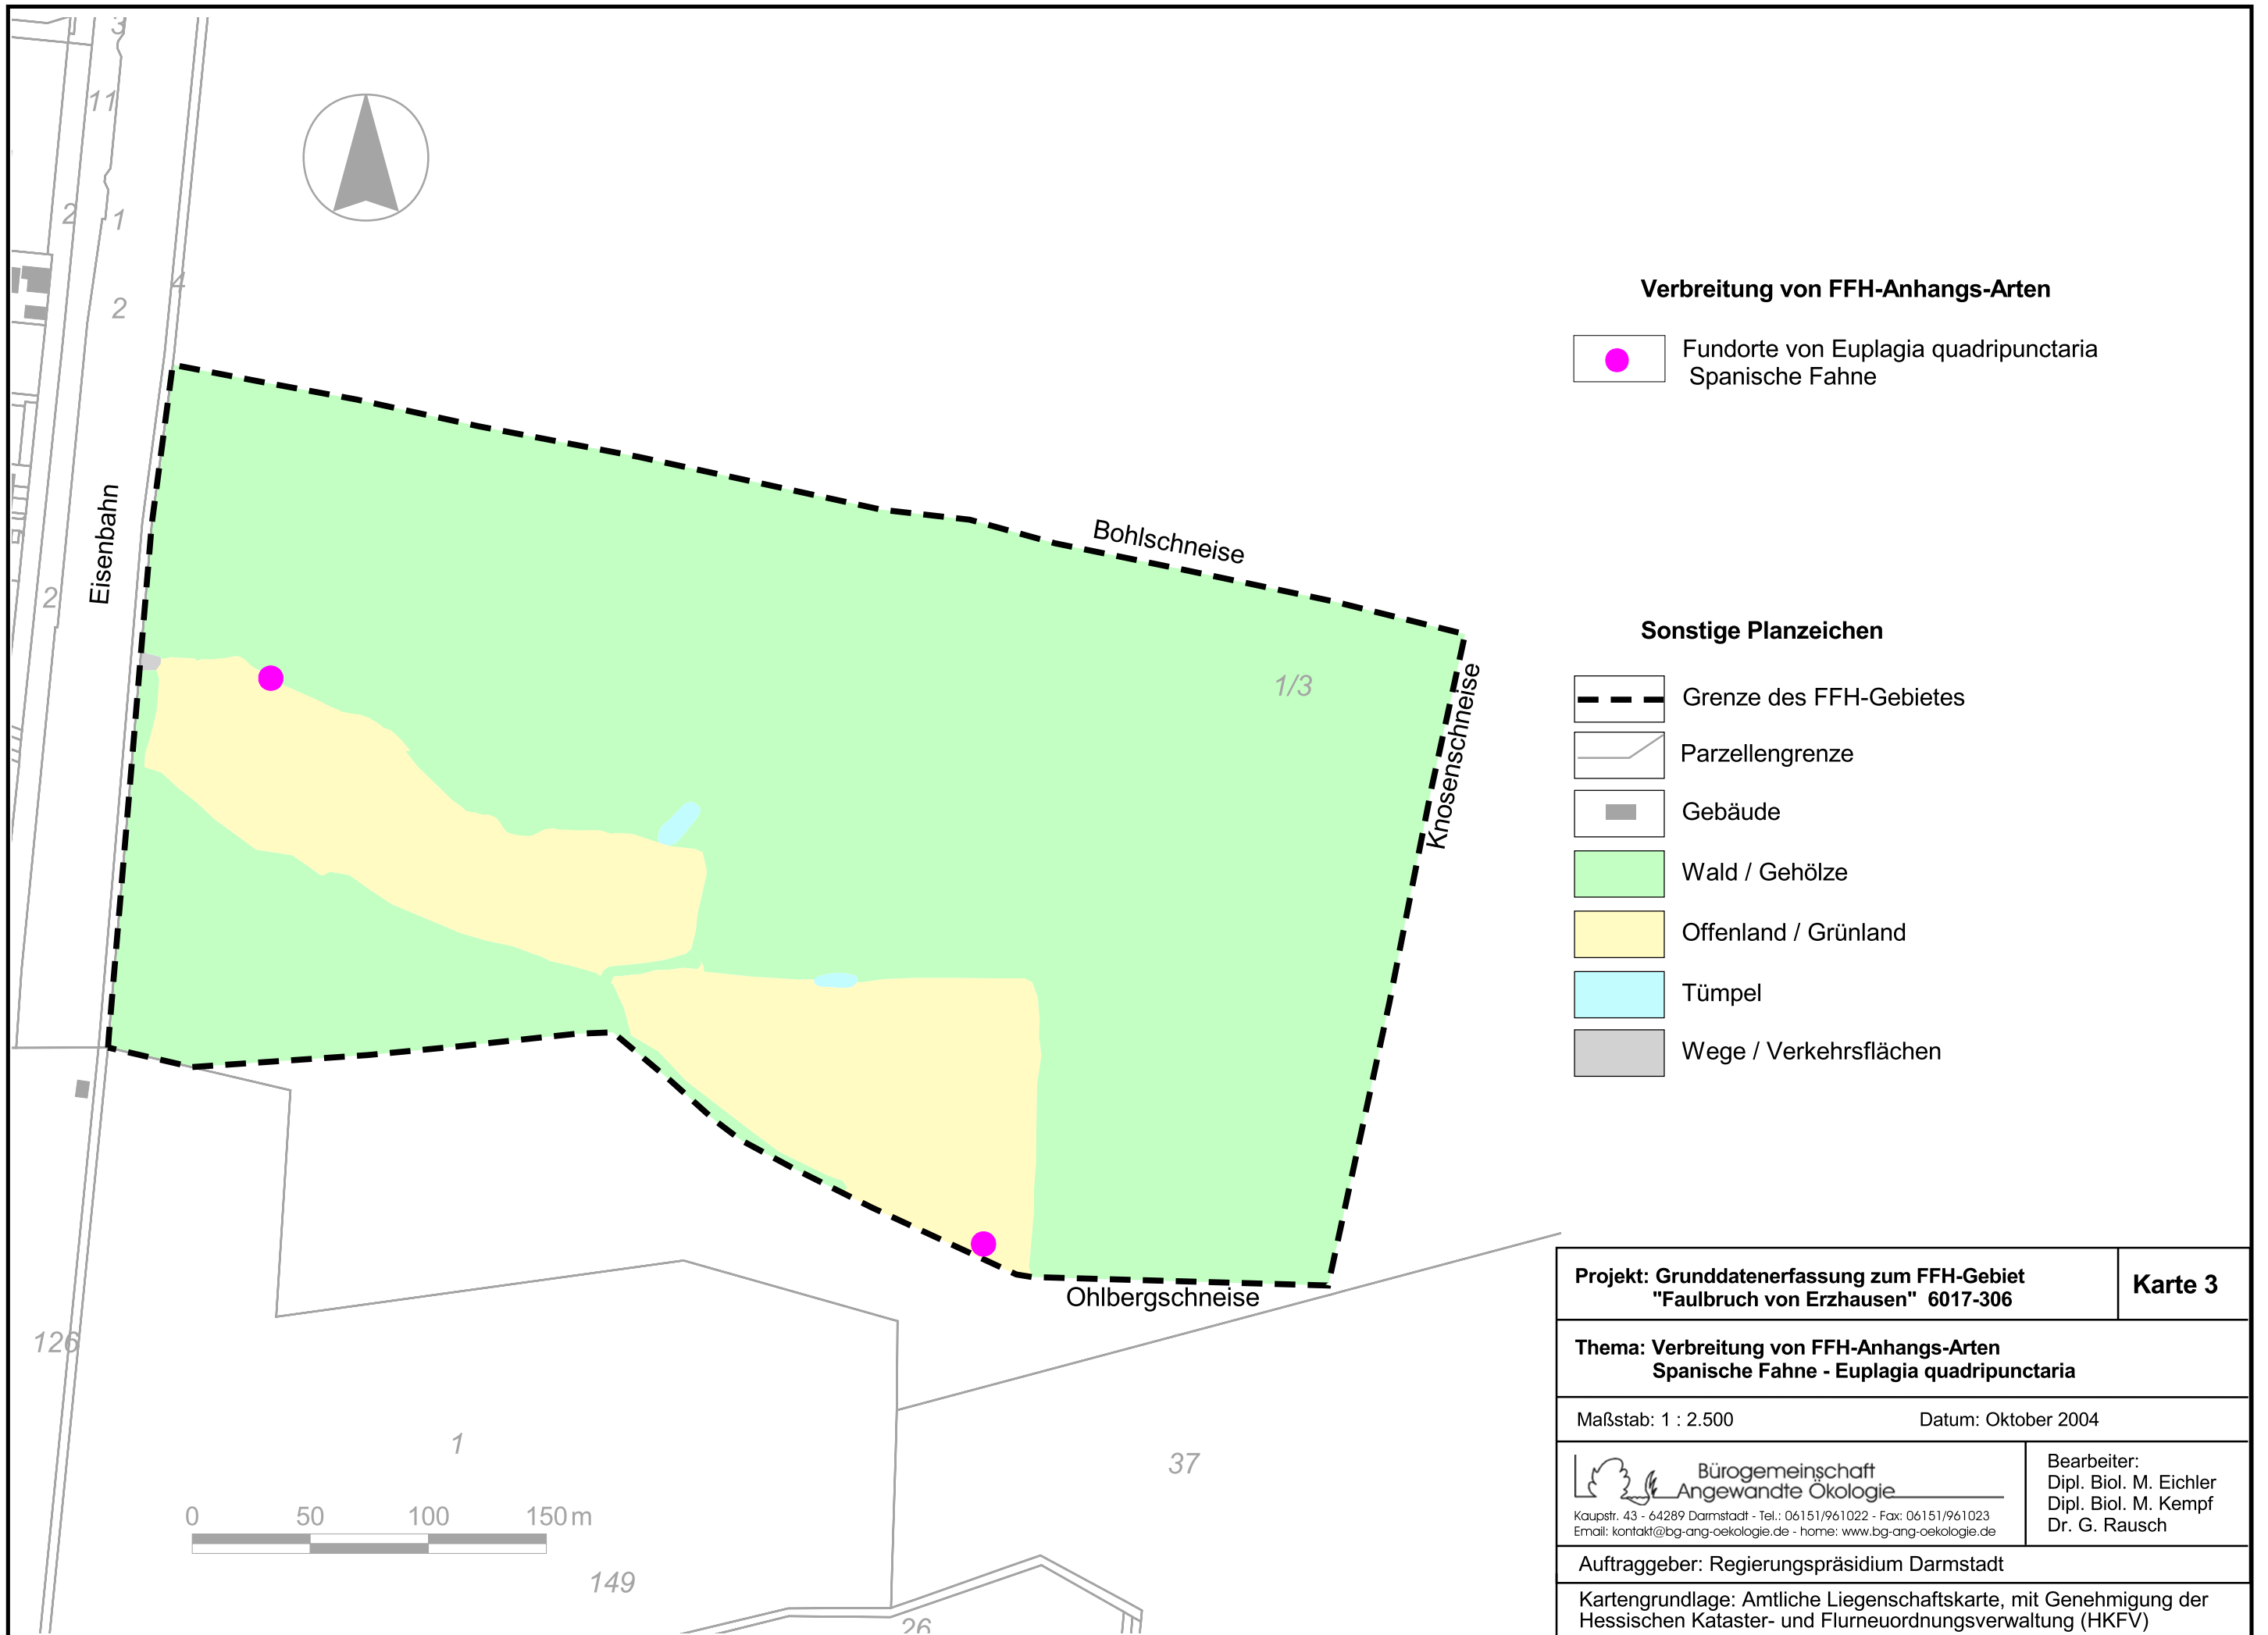 3
11
2
1
4
2
2
Eisenbahn
Bohlschneise
1/3
Knosenschneise
Ohlbergschneise
126
1
37
149
26
0 50 100 150 m
Verbreitung von FFH-Anhangs-Arten
Fundorte von Euplagia quadripunctaria
Spanische Fahne
Sonstige Planzeichen
Grenze des FFH-Gebietes
Parzellengrenze
Gebäude
Wald / Gehölze
Offenland / Grünland
Tümpel
Wege / Verkehrsflächen
Projekt: Grunddatenerfassung zum FFH-Gebiet
"Faulbruch von Erzhausen" 6017-306
Karte 3
Thema: Verbreitung von FFH-Anhangs-Arten
Spanische Fahne - Euplagia quadripunctaria
Maßstab: 1 : 2.500
Datum: Oktober 2004
Bürogemeinschaft
Angewandte Ökologie
Kaupstr. 43 - 64289 Darmstadt - Tel.: 06151/961022 - Fax: 06151/961023
Email: kontakt@bg-ang-oekologie.de - home: www.bg-ang-oekologie.de
Bearbeiter:
Dipl. Biol. M. Eichler
Dipl. Biol. M. Kempf
Dr. G. Rausch
Auftraggeber: Regierungspräsidium Darmstadt
Kartengrundlage: Amtliche Liegenschaftskarte, mit Genehmigung der
Hessischen Kataster- und Flurneuordnungsverwaltung (HKFV)